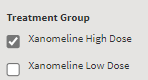 Treatment Group
Xanomeline High Dose
Xanomeline Low Dose